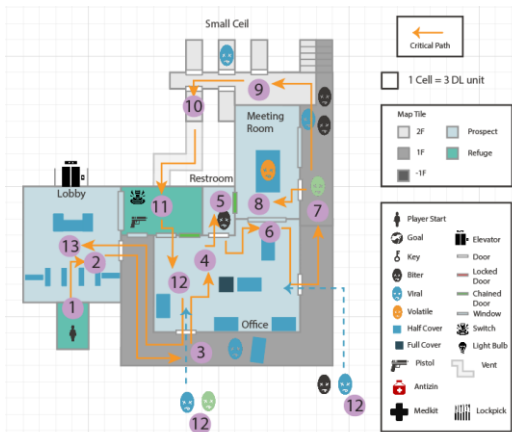 Small Ceil
Critical Path
1 Cell = 3 DL unit
Map Tile
2F
Prospect
1F
Refuge
-1F
9
10
Meeting
Room
Restroom
Lobby
11
5
8
7
6
13
2
4
12
1
3
Office
12
12
Player Start
Goal
Elevator
Key
Door
Biter
Locked
Door
Viral
Chained
Door
Volatile
Window
Half Cover
Switch
Full Cover
Light Bulb
Pistol
Vent
Antizin
Medkit
Lockpick